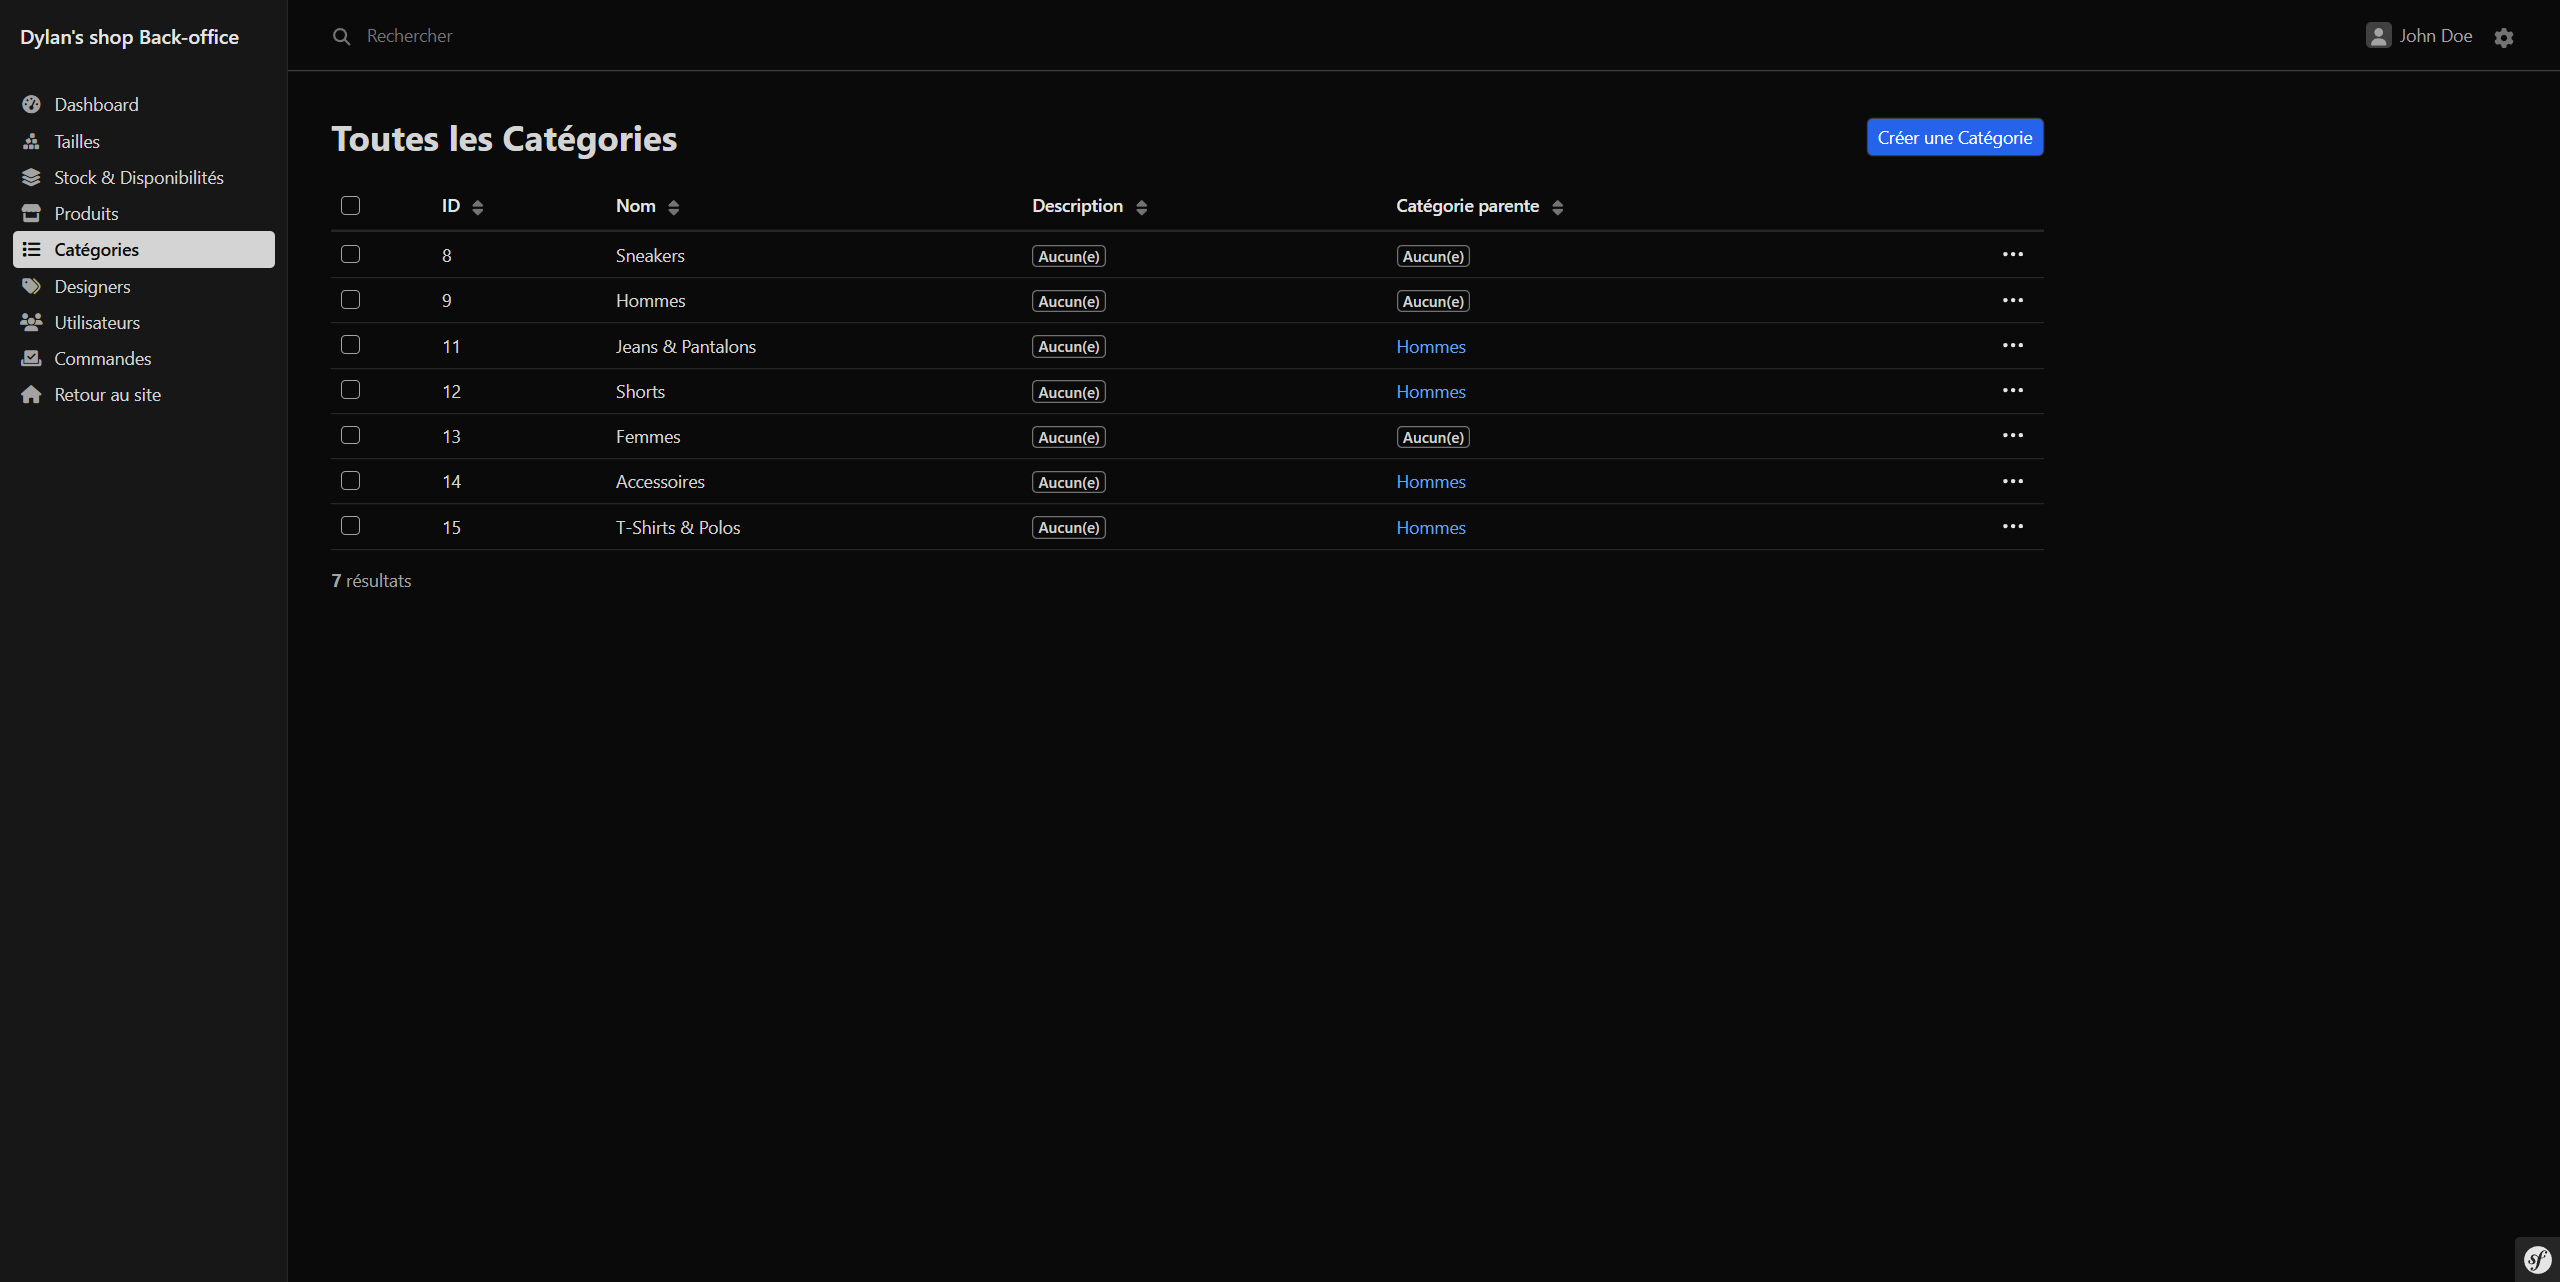 Dylan's shop Back-office
Rechercher
John Doe
Dashboard
Tailles
Stock & Disponibilités
Produits
Catégories
Designers
Utilisateurs
Commandes
Retour au site
Toutes les Catégories
Créer une Catégorie
ID Nom Description Catégorie parente
8 Sneakers Aucun(e) Aucun(e)
9 Hommes Aucun(e) Aucun(e)
11 Jeans & Pantalons Aucun(e) Hommes
12 Shorts Aucun(e) Hommes
13 Femmes Aucun(e) Aucun(e)
14 Accessoires Aucun(e) Hommes
15 T-Shirts & Polos Aucun(e) Hommes
7 résultats
sf